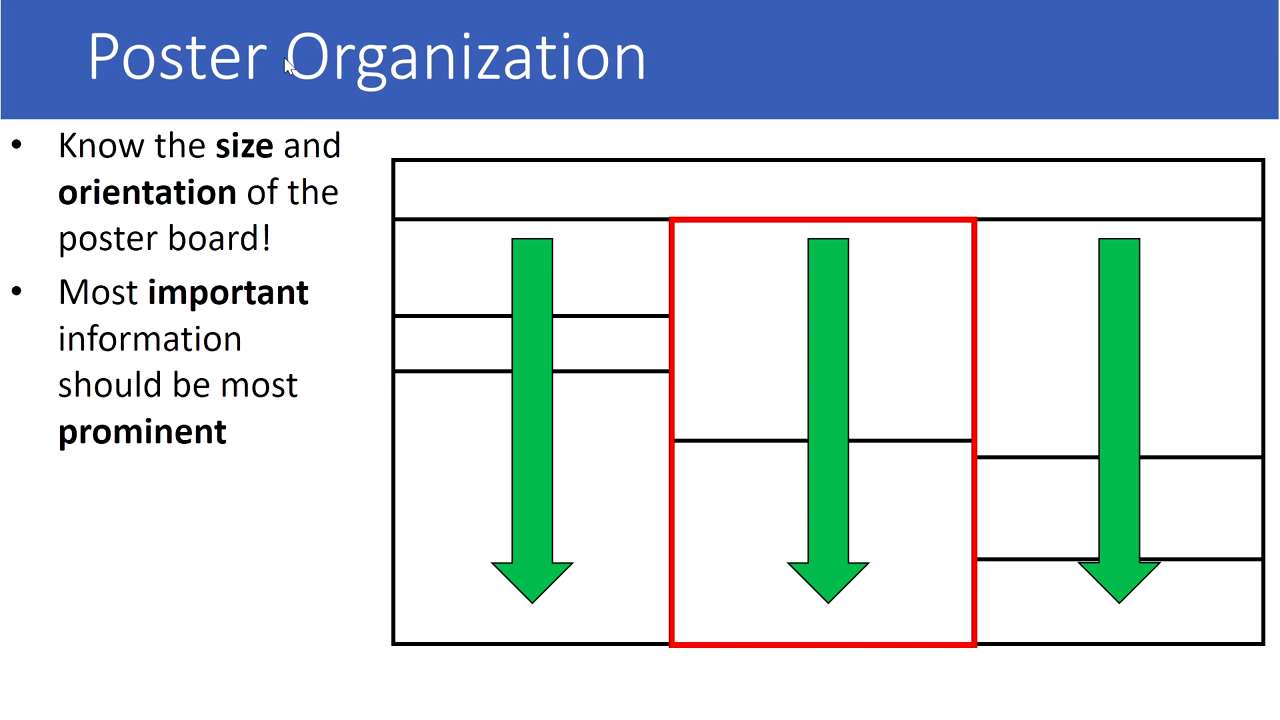 Poster Organization
• Know the size and
orientation of the
poster board!
• Most important
information
should be most
prominent